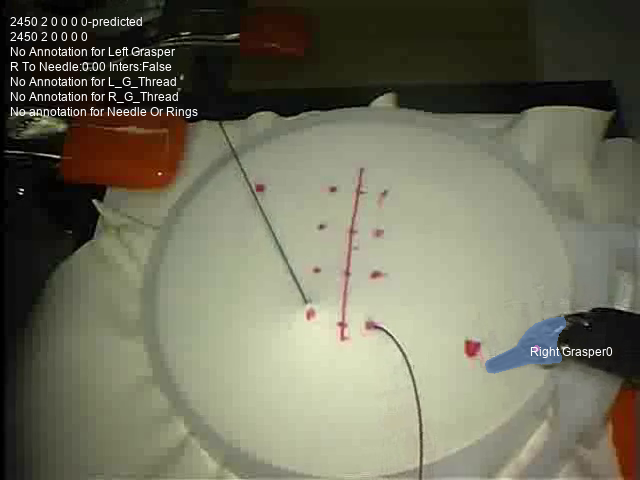 2450 2 0 0 0 0-predicted
2450 2 0 0 0 0
No Annotation for Left Grasper
R To Needle:0.00 Inters:False
No Annotation for L_G_Thread
No Annotation for R_G_Thread
No annotation for Needle Or Rings
Right Grasper0